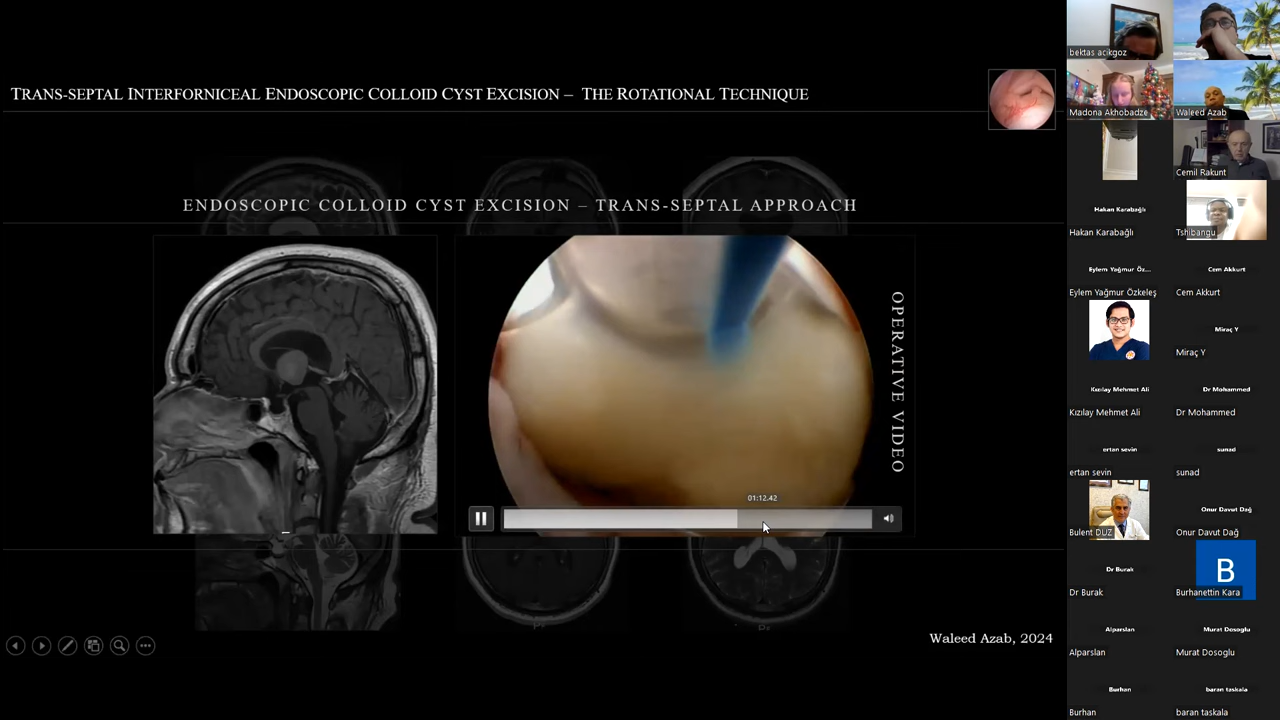 TRANS-SEPTAL INTERFORNICEAL ENDOSCOPIC COLLOID CYST EXCISION – THE ROTATIONAL TECHNIQUE
ENDOSCOPIC COLLOID CYST EXCISION – TRANS-SEPTAL APPROACH
OPERATIVE VIDEO
01:12.42
Waleed Azab, 2024
bektas acikgoz
Madona Akhobadze
Waleed Azab
Cemil Rakunt
Hakan Karabağlı
Hakan Karabağlı
Tshibangu
Eylem Yağmur Öz...
Eylem Yağmur Özkeleş
Cem Akkurt
Cem Akkurt
Miraç Y
Miraç Y
Kızılay Mehmet Ali
Kızılay Mehmet Ali
Dr Mohammed
Dr Mohammed
ertan sevin
ertan sevin
sunad
sunad
Bulent DUZ
Onur Davut Dağ
Onur Davut Dağ
Dr Burak
Dr Burak
B
Burhanettin Kara
Alparslan
Alparslan
Murat Dosoglu
Murat Dosoglu
Burhan
Burhan
baran taskala
baran taskala